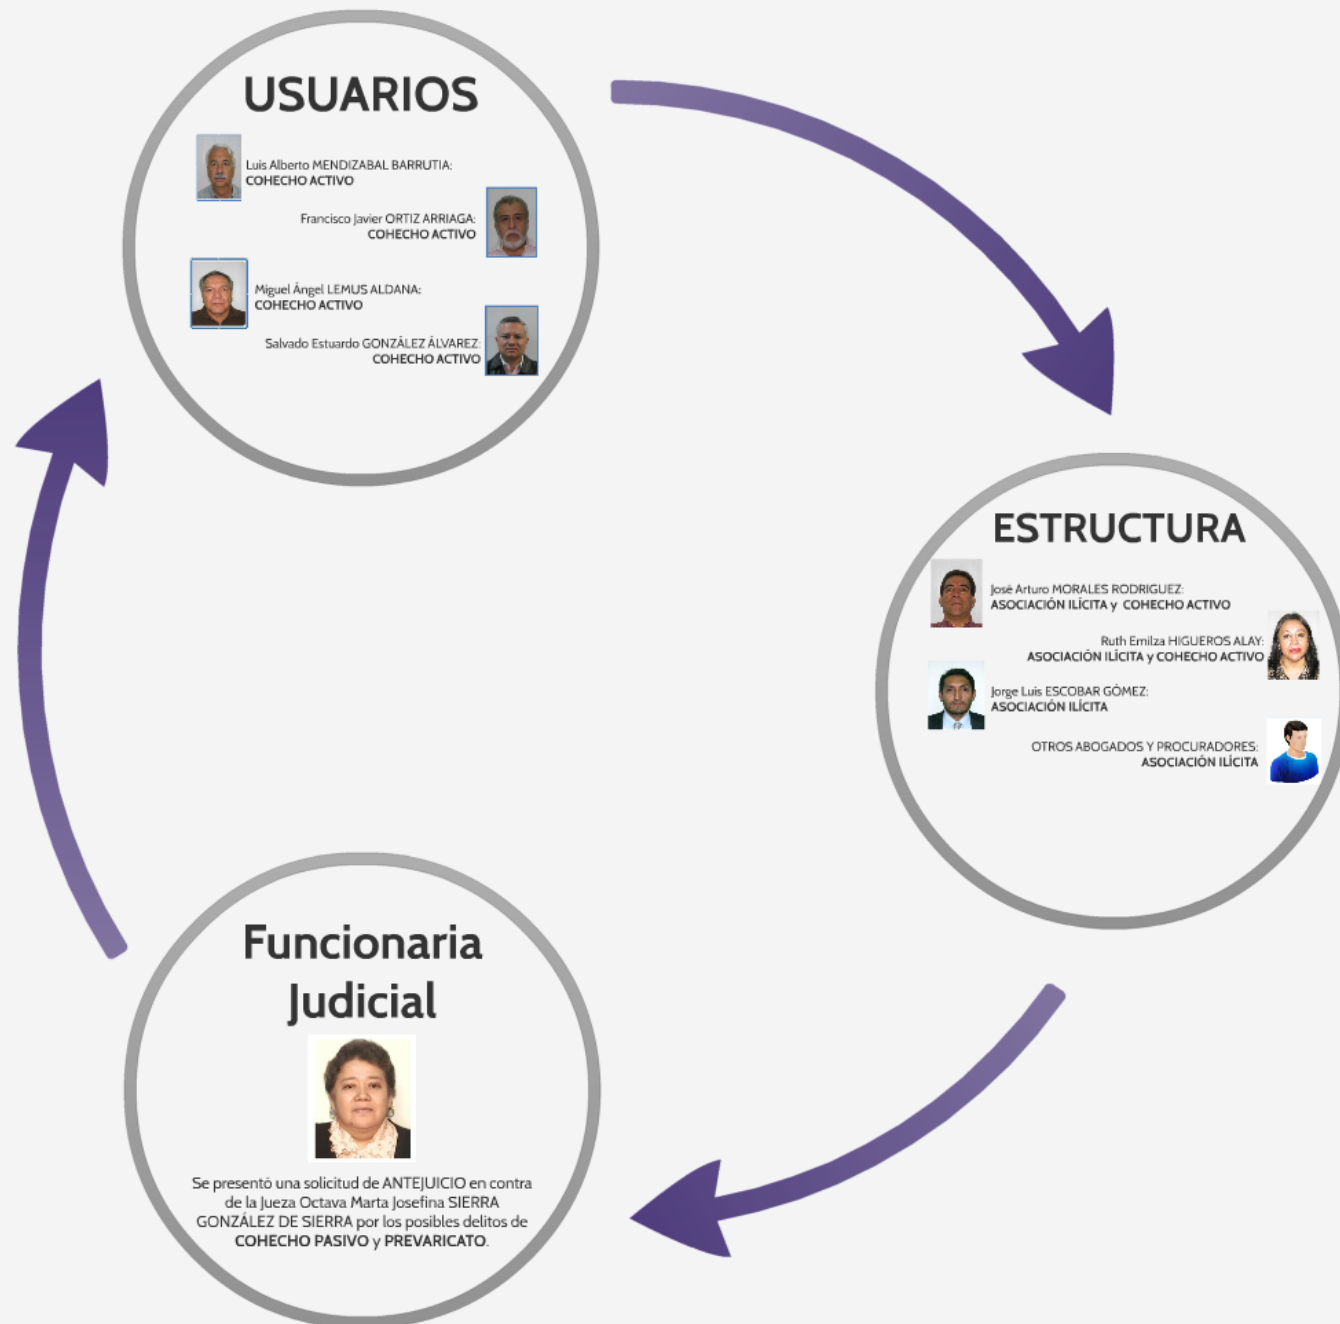 USUARIOS
Luis Alberto MENDIZABAL BARRUTIA:
COHECHO ACTIVO
Francisco Javier ORTIZ ARRIAGA:
COHECHO ACTIVO
Miguel Ángel LEMUS ALDANA:
COHECHO ACTIVO
Salvado Estuardo GONZÁLEZ ÁLVAREZ:
COHECHO ACTIVO
ESTRUCTURA
José Arturo MORALES RODRIGUEZ:
ASOCIACIÓN ILÍCITA y COHECHO ACTIVO
Ruth Emilza HIGUEROS ALAY:
ASOCIACIÓN ILÍCITA y COHECHO ACTIVO
Jorge Luis ESCOBAR GÓMEZ:
ASOCIACIÓN ILÍCITA
OTROS ABOGADOS Y PROCURADORES:
ASOCIACIÓN ILÍCITA
Funcionaria
Judicial
Se presentó una solicitud de ANTEJUICIO en contra
de la Jueza Octava Marta Josefina SIERRA
GONZÁLEZ DE SIERRA por los posibles delitos de
COHECHO PASIVO y PREVARICATO.